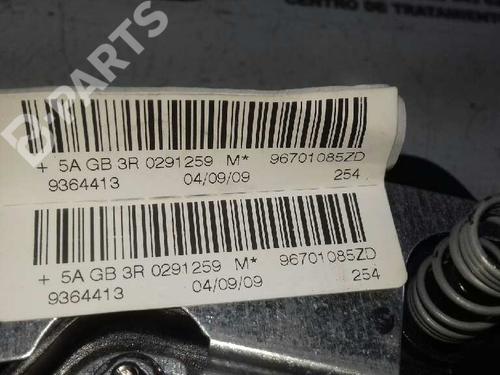 CENTRO DE TRATAMIENTO
B-PARTS
+ 5A GB 3R 0291259 M* 96701085ZD
9364413 04/09/09 254
+ 5A GB 3R 0291259 M* 96701085ZD
9364413 04/09/09 254